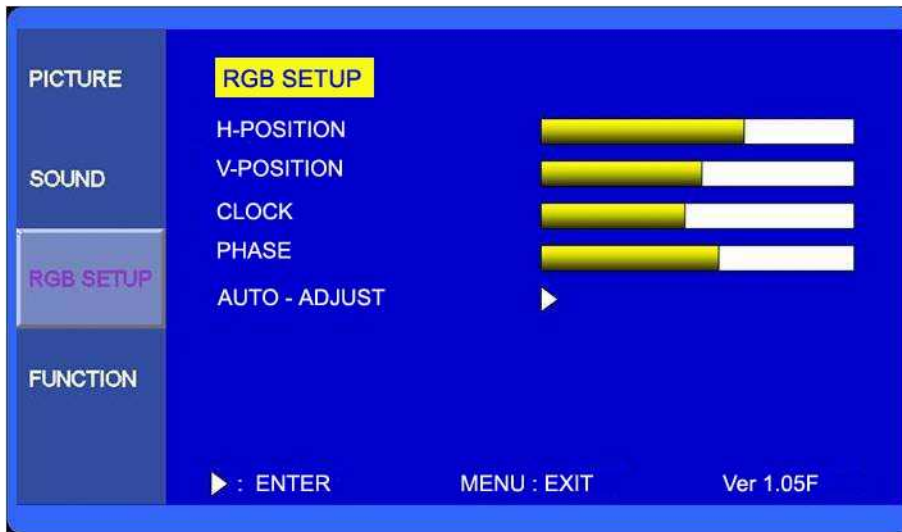 PICTURE
SOUND
RGB SETUP
FUNCTION
RGB SETUP
H-POSITION
V-POSITION
CLOCK
PHASE
AUTO - ADJUST
: ENTER
MENU : EXIT
Ver 1.05F